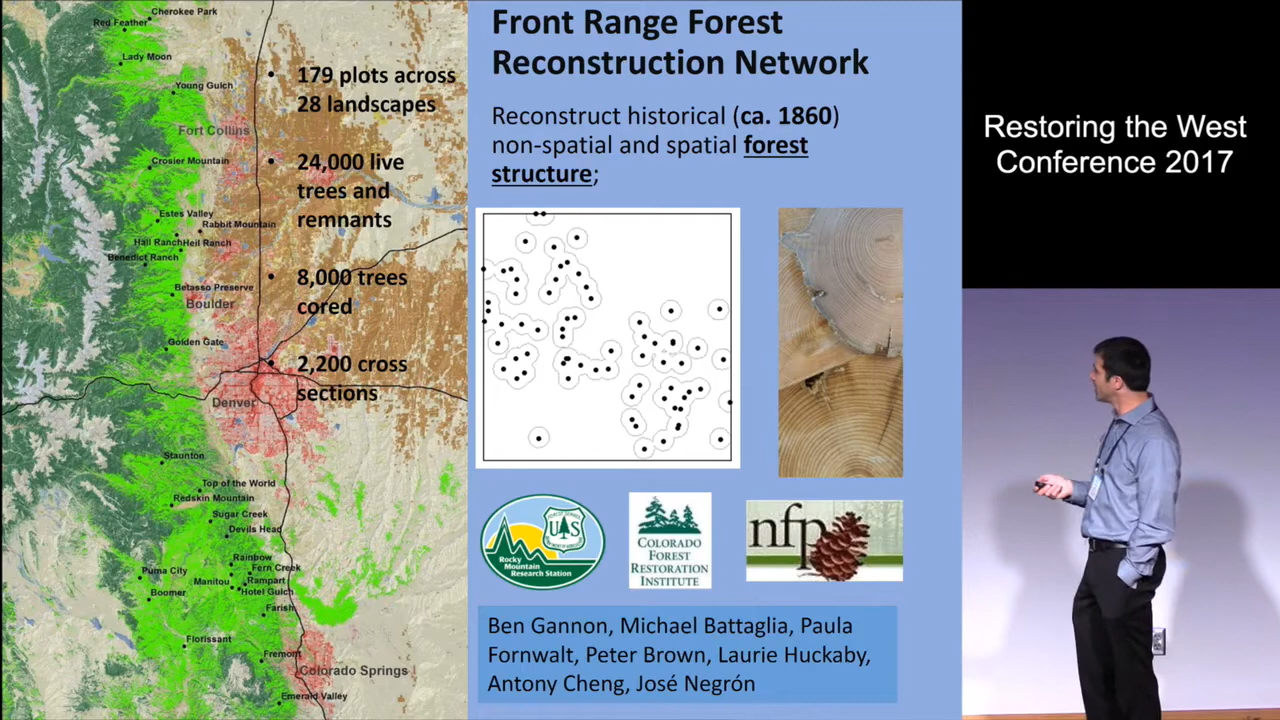 Cherokee Park
Red Feather
Lady Moon
Young Gulch
Fort Collins
Crosier Mountain
Estes Valley
Rabbit Mountain
Hall Ranch
Heil Ranch
Benedict Ranch
Betasso Preserve
Boulder
Golden Gate
Denver
Staunton
Top of the World
Redskin Mountain
Sugar Creek
Devils Head
Rainbow
Fern Creek
Puma City
Manitou
Rampart
Boomer
Hotel Gulch
Farish
Florissant
Fremont
Colorado Springs
Emerald Valley
• 179 plots across
28 landscapes
• 24,000 live
trees and
remnants
• 8,000 trees
cored
• 2,200 cross
sections
Front Range Forest
Reconstruction Network
Reconstruct historical (ca. 1860)
non-spatial and spatial forest
structure;
FOREST SERVICE
U S
Rocky
Mountain
Research Station
COLORADO
FOREST
RESTORATION
INSTITUTE
nfp
Ben Gannon, Michael Battaglia, Paula
Fornwalt, Peter Brown, Laurie Huckaby,
Antony Cheng, José Negrón
Restoring the West
Conference 2017